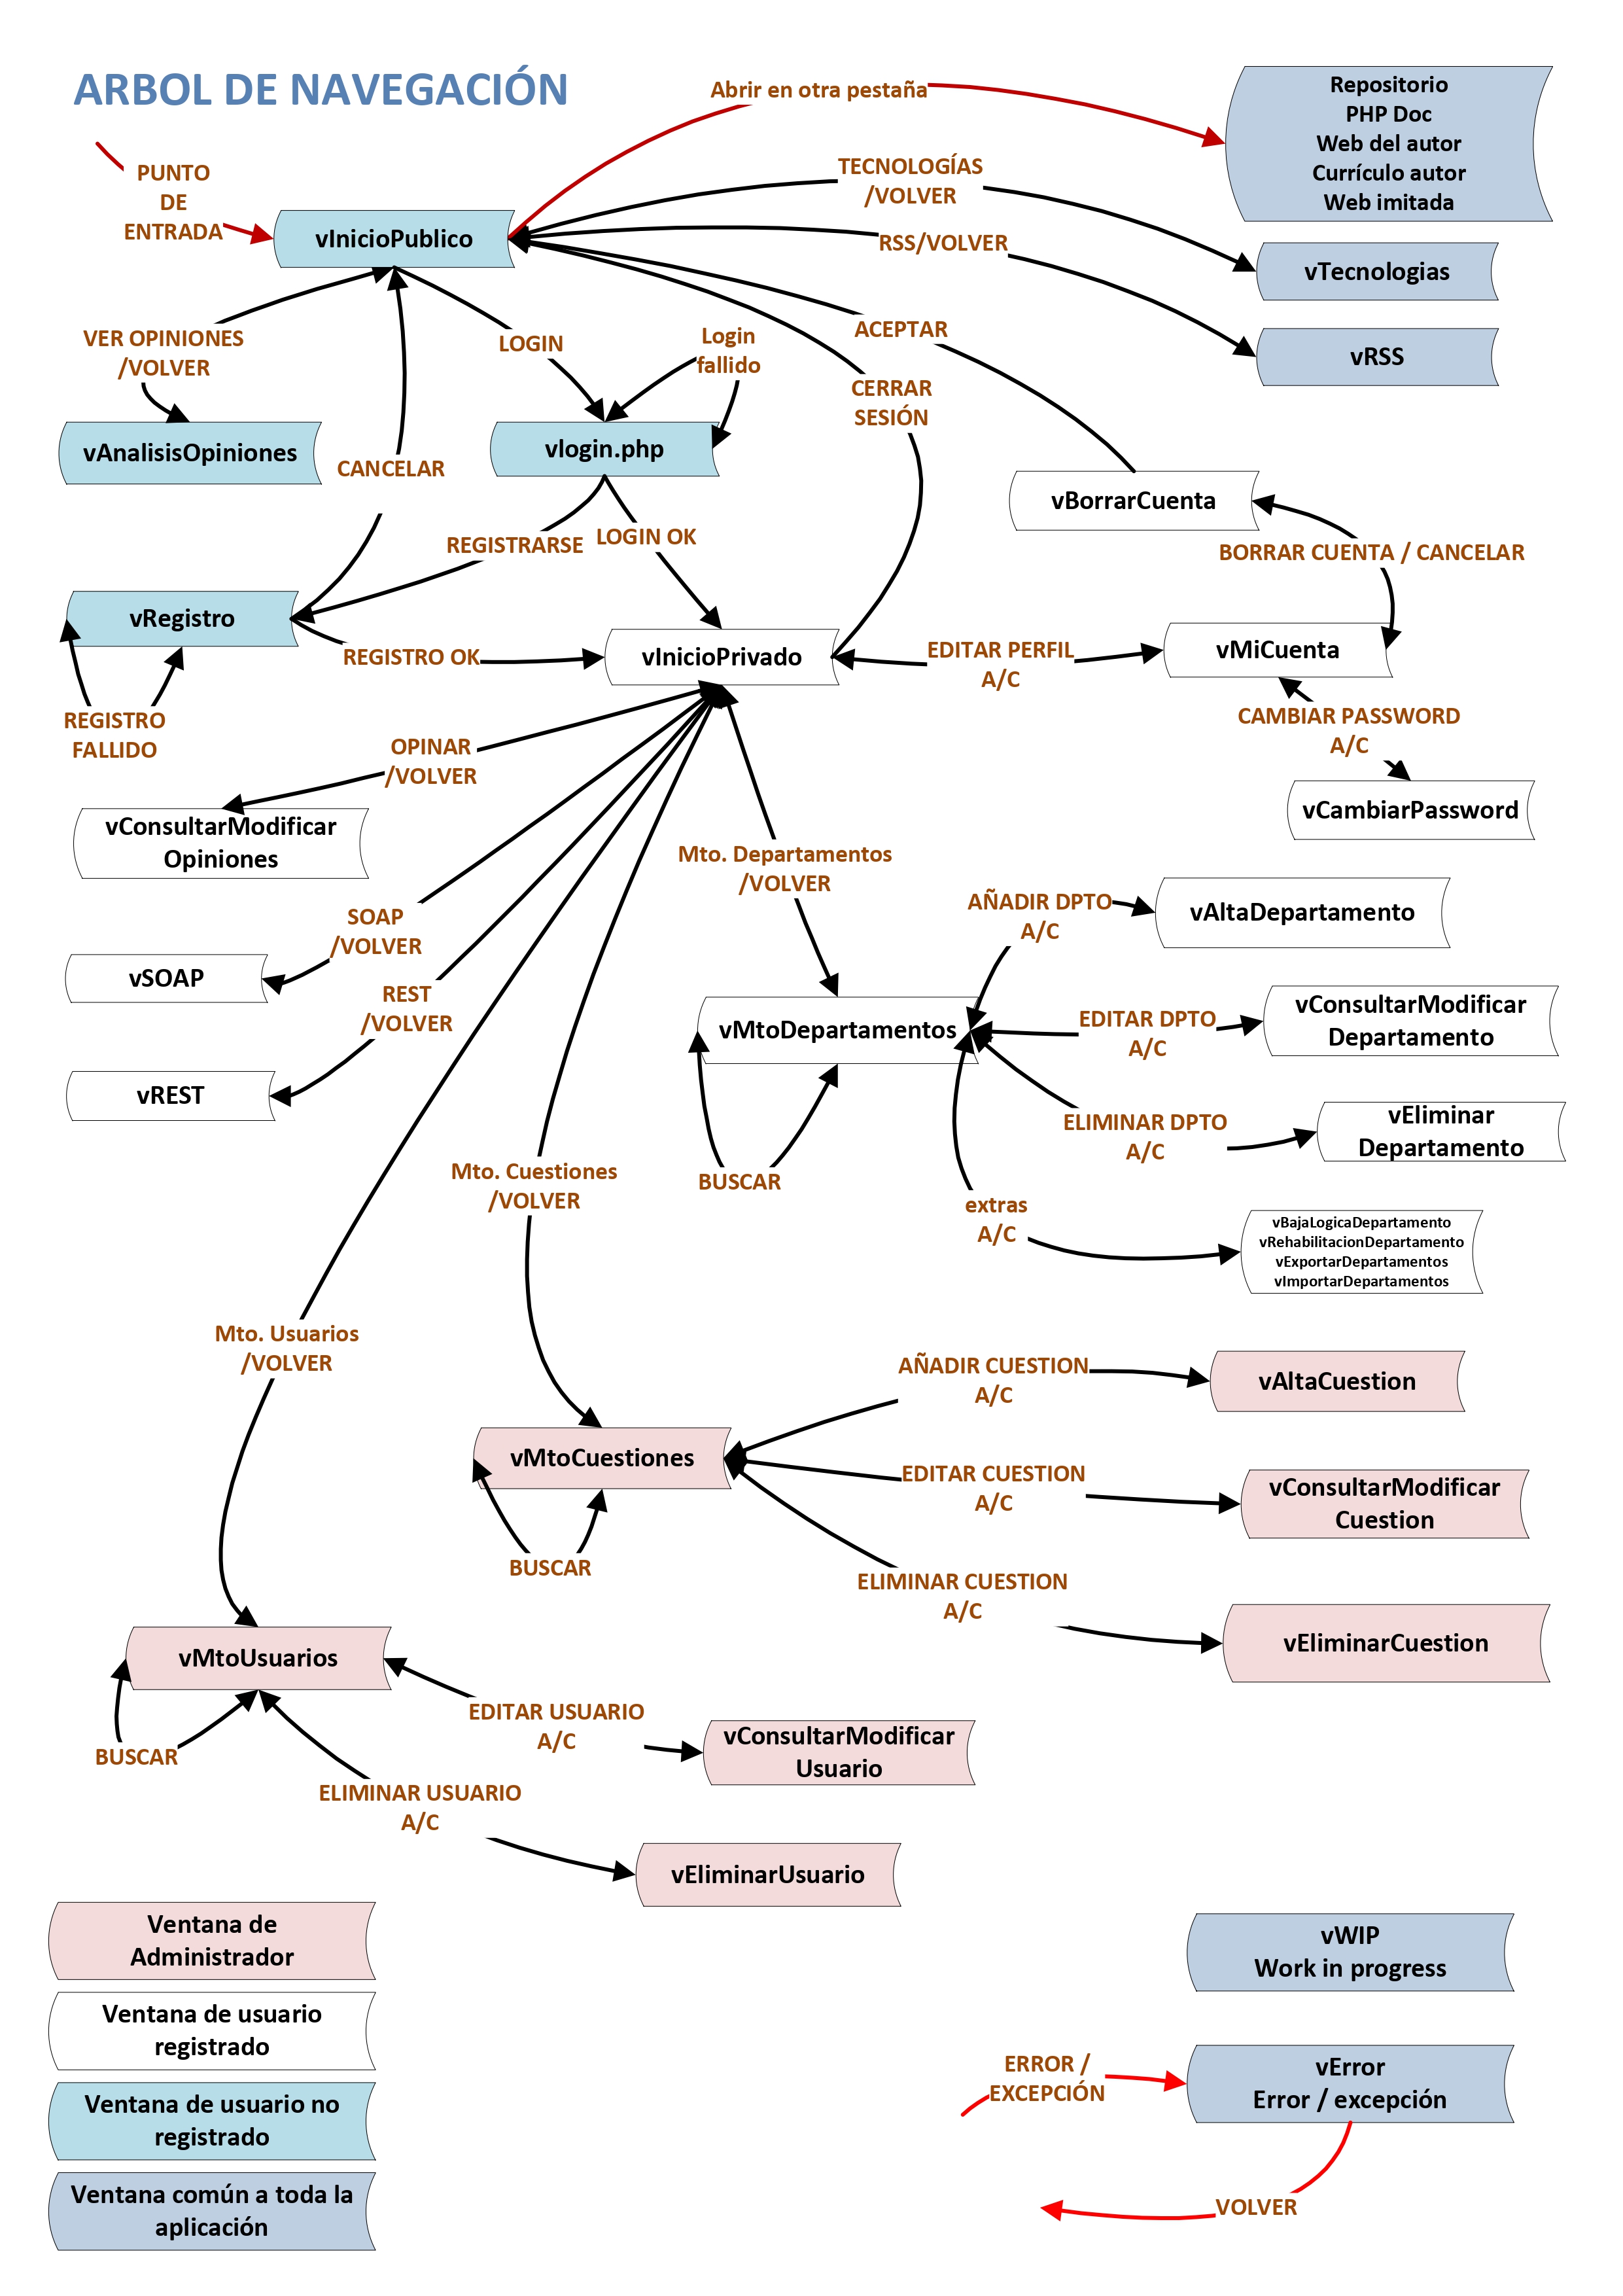 ARBOL DE NAVEGACIÓN
Abrir en otra pestaña
Repositorio
PHP Doc
Web del autor
Currículo autor
Web imitada
PUNTO
DE
ENTRADA
TECNOLOGÍAS
/VOLVER
vInicioPublico
RSS/VOLVER
vTecnologias
VER OPINIONES
/VOLVER
LOGIN
Login
fallido
ACEPTAR
vRSS
CERRAR
SESIÓN
vAnalisisOpiniones
CANCELAR
vlogin.php
vBorrarCuenta
REGISTRARSE
LOGIN OK
BORRAR CUENTA / CANCELAR
vRegistro
REGISTRO OK
vInicioPrivado
EDITAR PERFIL
A/C
vMiCuenta
REGISTRO
FALLIDO
CAMBIAR PASSWORD
A/C
OPINAR
/VOLVER
vCambiarPassword
vConsultarModificar
Opiniones
Mto. Departamentos
/VOLVER
SOAP
/VOLVER
AÑADIR DPTO
A/C
vAltaDepartamento
vSOAP
REST
/VOLVER
vMtoDepartamentos
EDITAR DPTO
A/C
vConsultarModificar
Departamento
vREST
ELIMINAR DPTO
A/C
vEliminar
Departamento
Mto. Cuestiones
/VOLVER
BUSCAR
extras
A/C
vBajaLogicaDepartamento
vRehabilitacionDepartamento
vExportarDepartamentos
vImportarDepartamentos
Mto. Usuarios
/VOLVER
AÑADIR CUESTION
A/C
vAltaCuestion
vMtoCuestiones
EDITAR CUESTION
A/C
vConsultarModificar
Cuestion
BUSCAR
ELIMINAR CUESTION
A/C
vEliminarCuestion
vMtoUsuarios
EDITAR USUARIO
A/C
vConsultarModificar
Usuario
BUSCAR
ELIMINAR USUARIO
A/C
vEliminarUsuario
Ventana de
Administrador
vWIP
Work in progress
Ventana de usuario
registrado
ERROR /
EXCEPCIÓN
vError
Error / excepción
Ventana de usuario no
registrado
VOLVER
Ventana común a toda la
aplicación